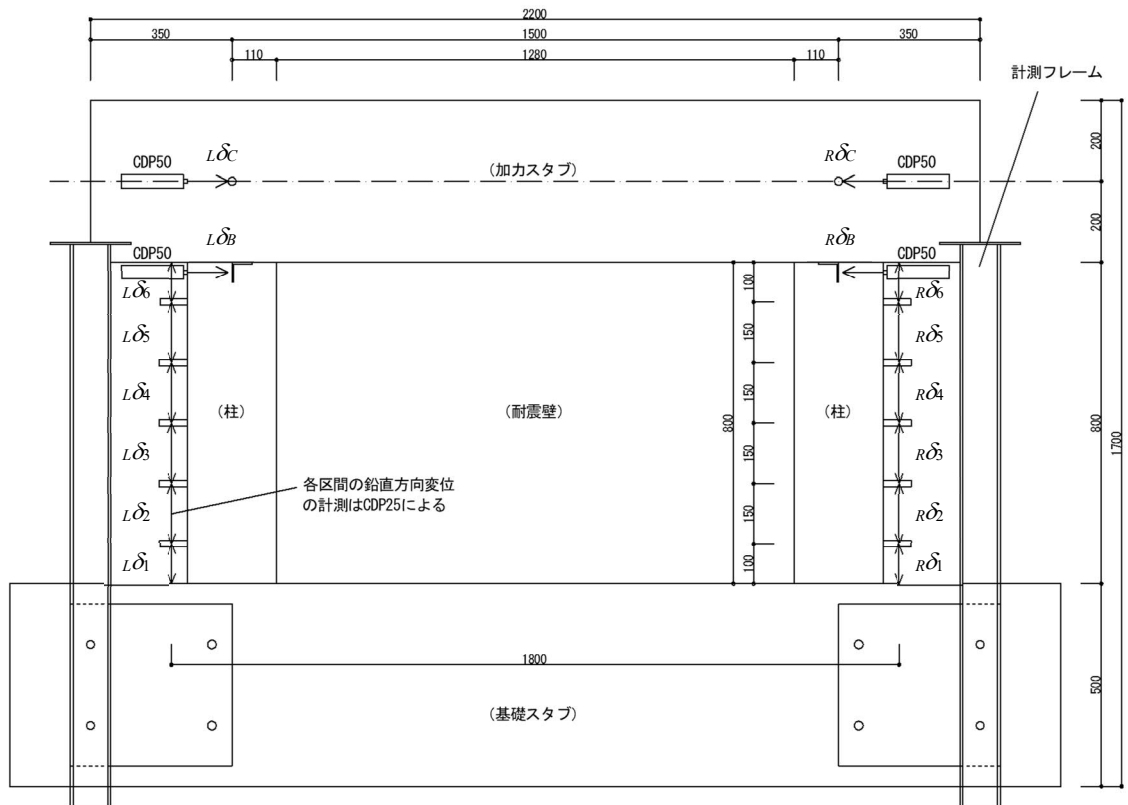 2200
350 1500 350
110 1280 110
計測フレーム
CDP50 LδC (加力スタブ) RδC CDP50
200
200
CDP50 LδB RδB CDP50
Lδ6 100 Rδ6
Lδ5 150 Rδ5
Lδ4 150 Rδ4
(柱) (耐震壁) 800 (柱) 800 1700
Lδ3 150 Rδ3
各区間の鉛直方向変位
の計測はCDP25による
Lδ2 150 Rδ2
Lδ1 100 Rδ1
1800
500
(基礎スタブ)